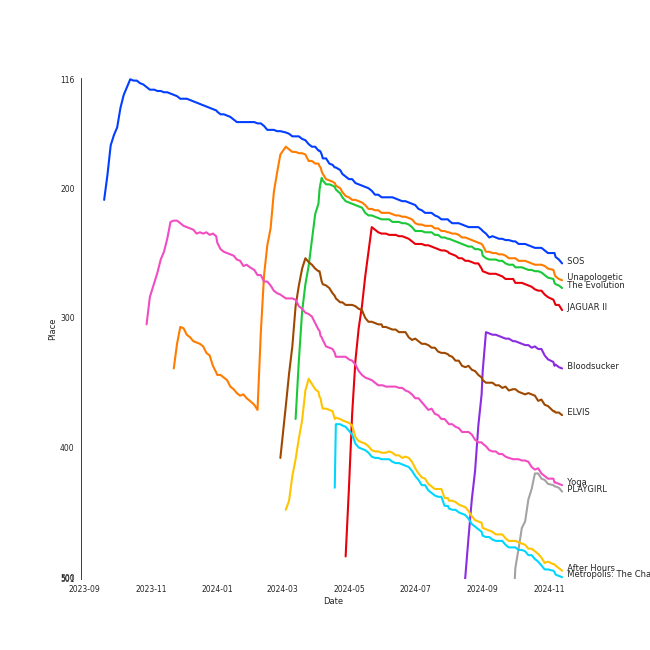 116
200
300
400
500
501
Place
2023-09
2023-11
2024-01
2024-03
2024-05
2024-07
2024-09
2024-11
Date
SOS
Unapologetic
The Evolution
JAGUAR II
Bloodsucker
ELVIS
Yoga
PLAYGIRL
After Hours
Metropolis: The Cha